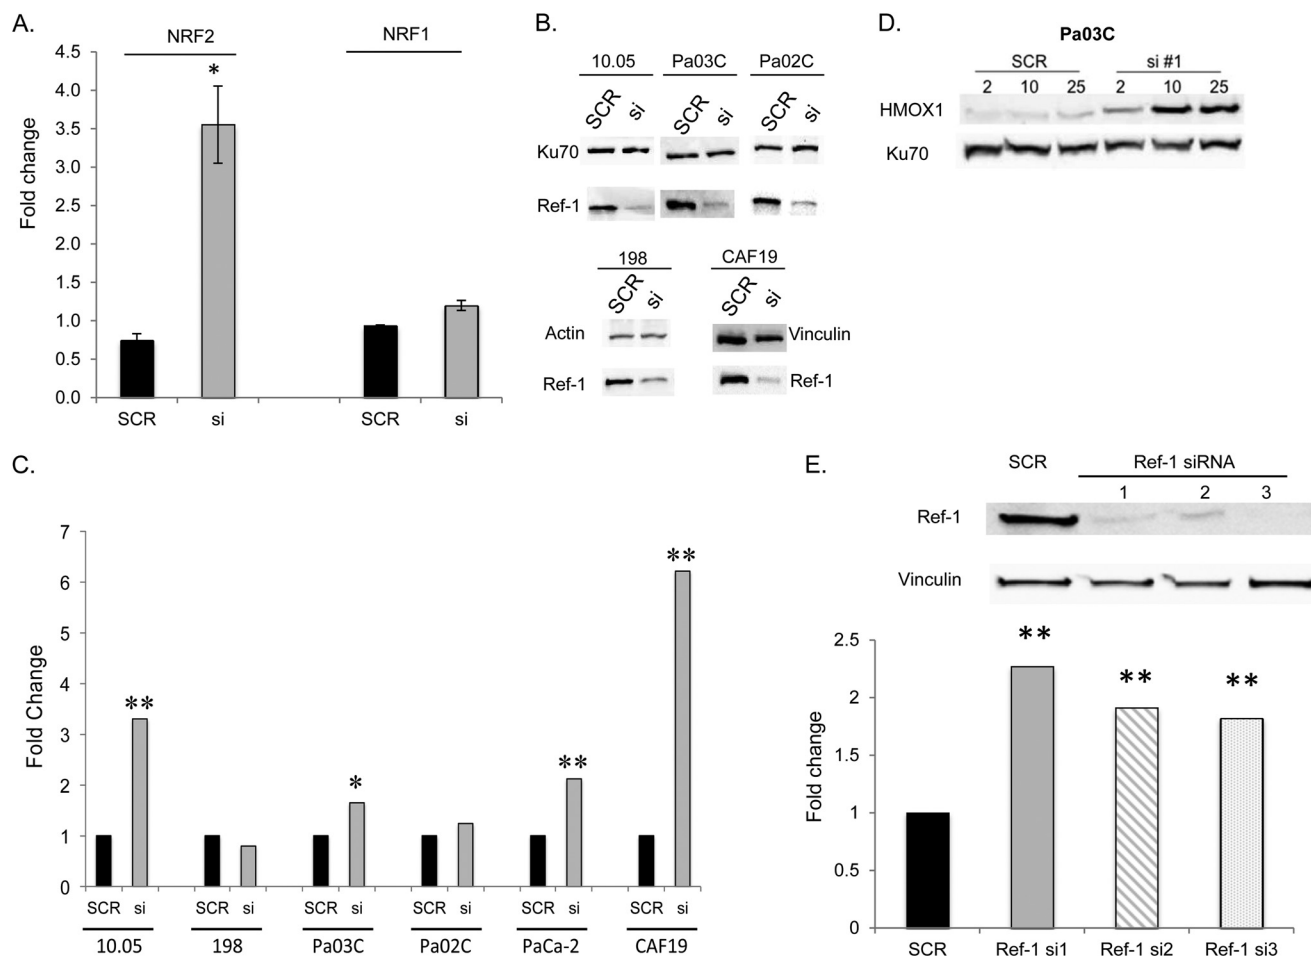 A.
NRF2
NRF1
*
Fold change
4.5
4.0
3.5
3.0
2.5
2.0
1.5
1.0
0.5
0.0
SCR si SCR si
B.
10.05 Pa03C Pa02C
SCR si SCR si SCR si
Ku70
Ref-1
198 CAF19
SCR si SCR si
Actin Vinculin
Ref-1 Ref-1
D.
Pa03C
SCR si #1
2 10 25 2 10 25
HMOX1
Ku70
C.
Fold Change
7
6
5
4
3
2
1
0
** * ** **
SCR si SCR si SCR si SCR si SCR si SCR si
10.05 198 Pa03C Pa02C PaCa-2 CAF19
E.
SCR Ref-1 siRNA
1 2 3
Ref-1
Vinculin
** ** **
Fold change
2.5
2
1.5
1
0.5
0
SCR Ref-1 si1 Ref-1 si2 Ref-1 si3